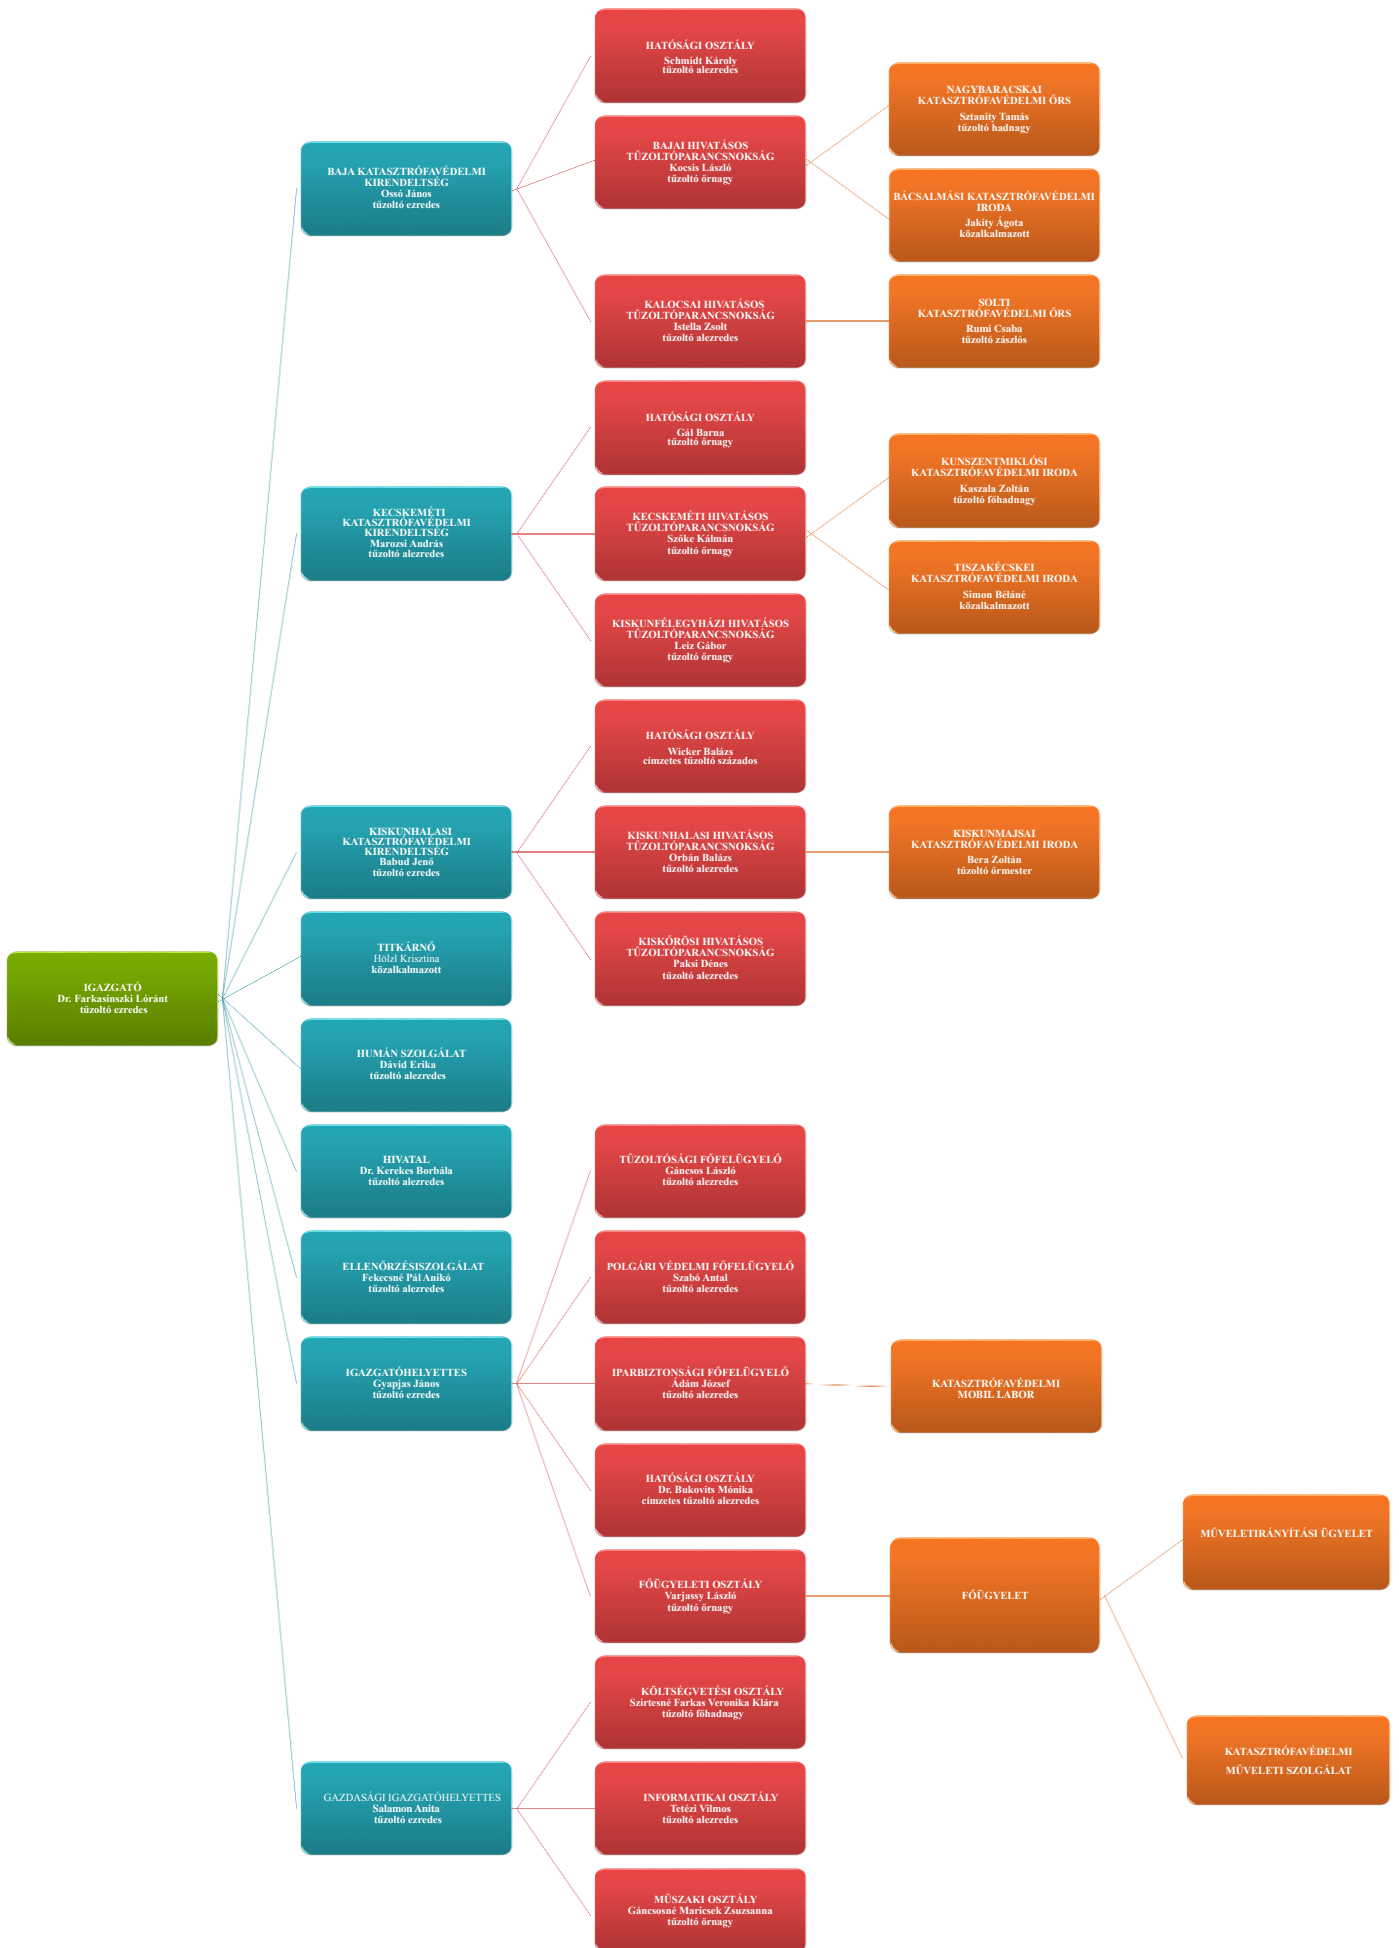 HATÓSÁGI OSZTÁLY
Schmidt Károly
tűzoltó alezredes
NAGYBARACSKAI
KATASZTRÓFAVÉDELMI ŐRS
Sztanity Tamás
tűzoltó hadnagy
BAJAI HIVATÁSOS
TŰZOLTÓPARANCSNOKSÁG
Kocsis László
tűzoltó őrnagy
BAJA KATASZTRÓFAVÉDELMI
KIRENDELTSÉG
Ossó János
tűzoltó ezredes
BÁCSALMÁSI KATASZTRÓFAVÉDELMI
IRODA
Jakity Ágota
közalkalmazott
KALOCSAI HIVATÁSOS
TŰZOLTÓPARANCSNOKSÁG
Istella Zsolt
tűzoltó alezredes
SOLTI
KATASZTRÓFAVÉDELMI ŐRS
Rumi Csaba
tűzoltó zászlós
HATÓSÁGI OSZTÁLY
Gál Barna
tűzoltó őrnagy
KUNSZENTMIKLÓSI
KATASZTRÓFAVÉDELMI IRODA
Kaszala Zoltán
tűzoltó főhadnagy
KECSKEMÉTI
KATASZTRÓFAVÉDELMI
KIRENDELTSÉG
Marozsi András
tűzoltó alezredes
KECSKEMÉTI HIVATÁSOS
TŰZOLTÓPARANCSNOKSÁG
Szőke Kálmán
tűzoltó őrnagy
TISZAKÉCSKEI
KATASZTRÓFAVÉDELMI IRODA
Simon Béláné
közalkalmazott
KISKUNFÉLEGYHÁZI HIVATÁSOS
TŰZOLTÓPARANCSNOKSÁG
Leiz Gábor
tűzoltó őrnagy
HATÓSÁGI OSZTÁLY
Wicker Balázs
címzetes tűzoltó százados
KISKUNHALASI
KATASZTRÓFAVÉDELMI
KIRENDELTSÉG
Babud Jenő
tűzoltó ezredes
KISKUNHALASI HIVATÁSOS
TŰZOLTÓPARANCSNOKSÁG
Orbán Balázs
tűzoltó alezredes
KISKUNMAJSAI
KATASZTRÓFAVÉDELMI IRODA
Bera Zoltán
tűzoltó őrmester
TITKÁRNŐ
Hölzl Krisztina
közalkalmazott
KISKŐRÖSI HIVATÁSOS
TŰZOLTÓPARANCSNOKSÁG
Paksi Dénes
tűzoltó alezredes
IGAZGATÓ
Dr. Farkasinszki Lóránt
tűzoltó ezredes
HUMÁN SZOLGÁLAT
Dávid Erika
tűzoltó alezredes
HIVATAL
Dr. Kerekes Borbála
tűzoltó alezredes
TŰZOLTÓSÁGI FŐFELÜGYELŐ
Gáncsos László
tűzoltó alezredes
ELLENŐRZÉSISZOLGÁLAT
Fekecsné Pál Anikó
tűzoltó alezredes
POLGÁRI VÉDELMI FŐFELÜGYELŐ
Szabó Antal
tűzoltó alezredes
IGAZGATÓHELYETTES
Gyapjas János
tűzoltó ezredes
IPARBIZTONSÁGI FŐFELÜGYELŐ
Ádám József
tűzoltó alezredes
KATASZTRÓFAVÉDELMI
MOBIL LABOR
HATÓSÁGI OSZTÁLY
Dr. Bukovits Mónika
címzetes tűzoltó alezredes
MŰVELETIRÁNYÍTÁSI ÜGYELET
FŐÜGYELETI OSZTÁLY
Varjassy László
tűzoltó őrnagy
FŐÜGYELET
KÖLTSÉGVETÉSI OSZTÁLY
Szirtesné Farkas Veronika Klára
tűzoltó főhadnagy
KATASZTRÓFAVÉDELMI
MŰVELETI SZOLGÁLAT
GAZDASÁGI IGAZGATÓHELYETTES
Salamon Anita
tűzoltó ezredes
INFORMATIKAI OSZTÁLY
Tetézi Vilmos
tűzoltó alezredes
MŰSZAKI OSZTÁLY
Gáncsosné Maricsek Zsuzsanna
tűzoltó őrnagy